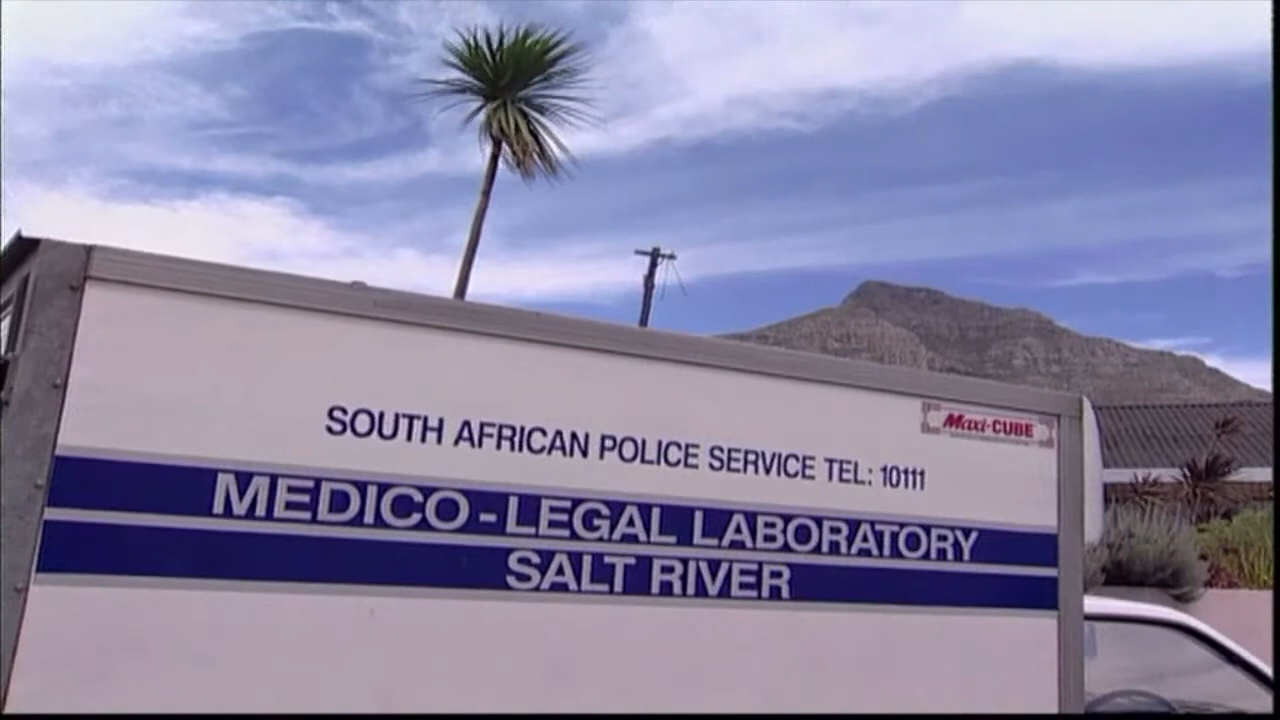 SOUTH AFRICAN POLICE SERVICE TEL: 10111
Maxi-CUBE
MEDICO-LEGAL LABORATORY
SALT RIVER